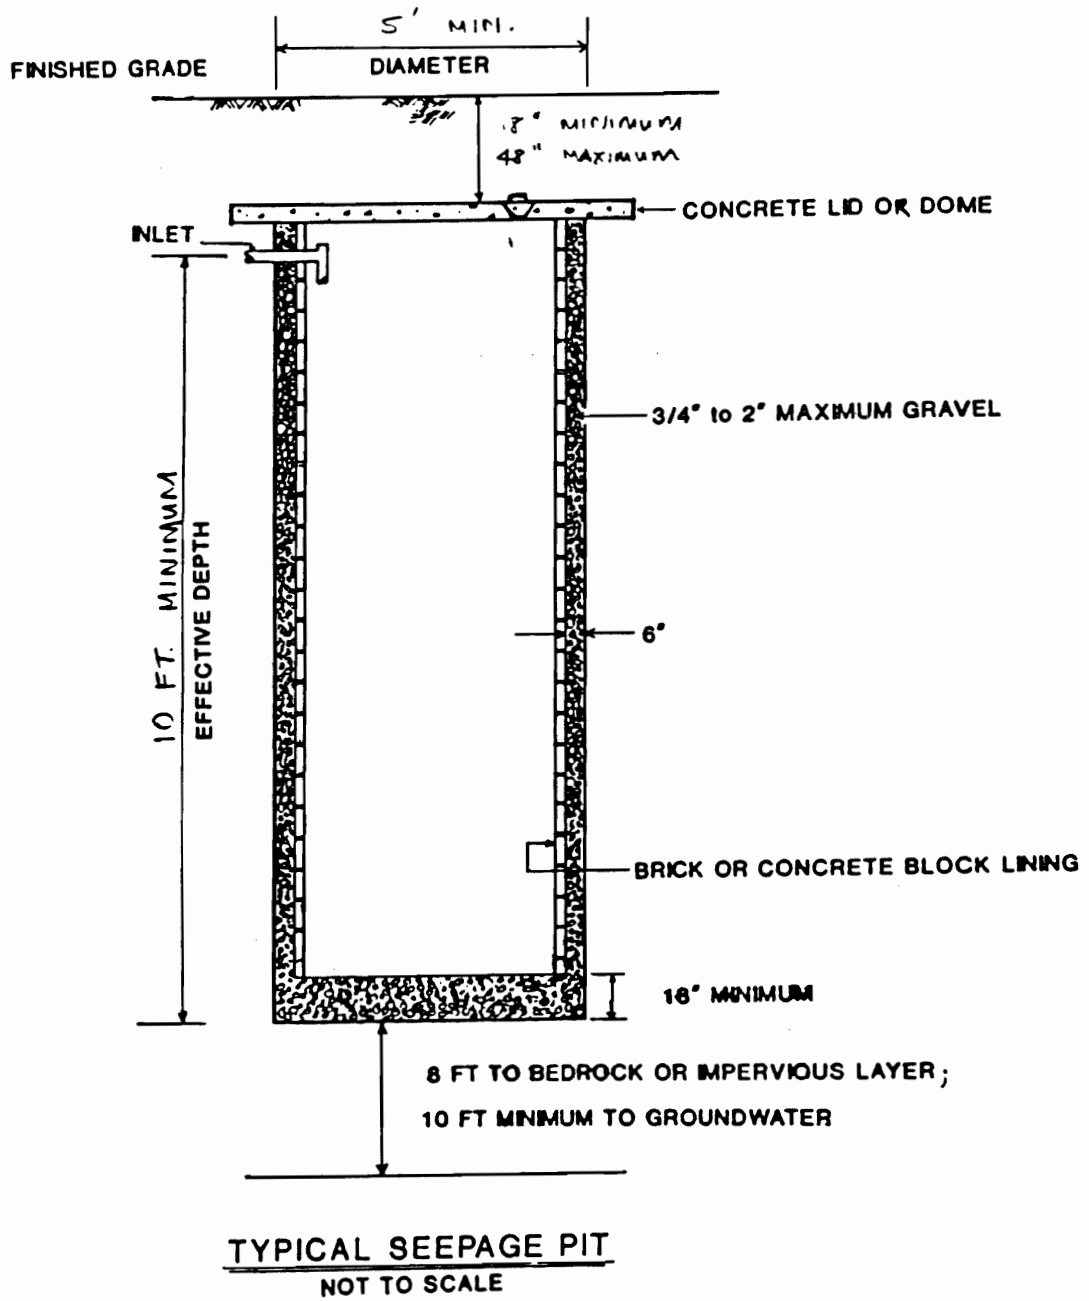 5' MIN.
FINISHED GRADE
DIAMETER
8" MINIMUM
48" MAXIMUM
CONCRETE LID OR DOME
INLET
3/4" to 2" MAXIMUM GRAVEL
10 FT. MINIMUM
EFFECTIVE DEPTH
6"
BRICK OR CONCRETE BLOCK LINING
MINIMUM
8 FT TO BEDROCK OR IMPERVIOUS LAYER;
10 FT MINIMUM TO GROUNDWATER
TYPICAL SEEPAGE PIT
NOT TO SCALE